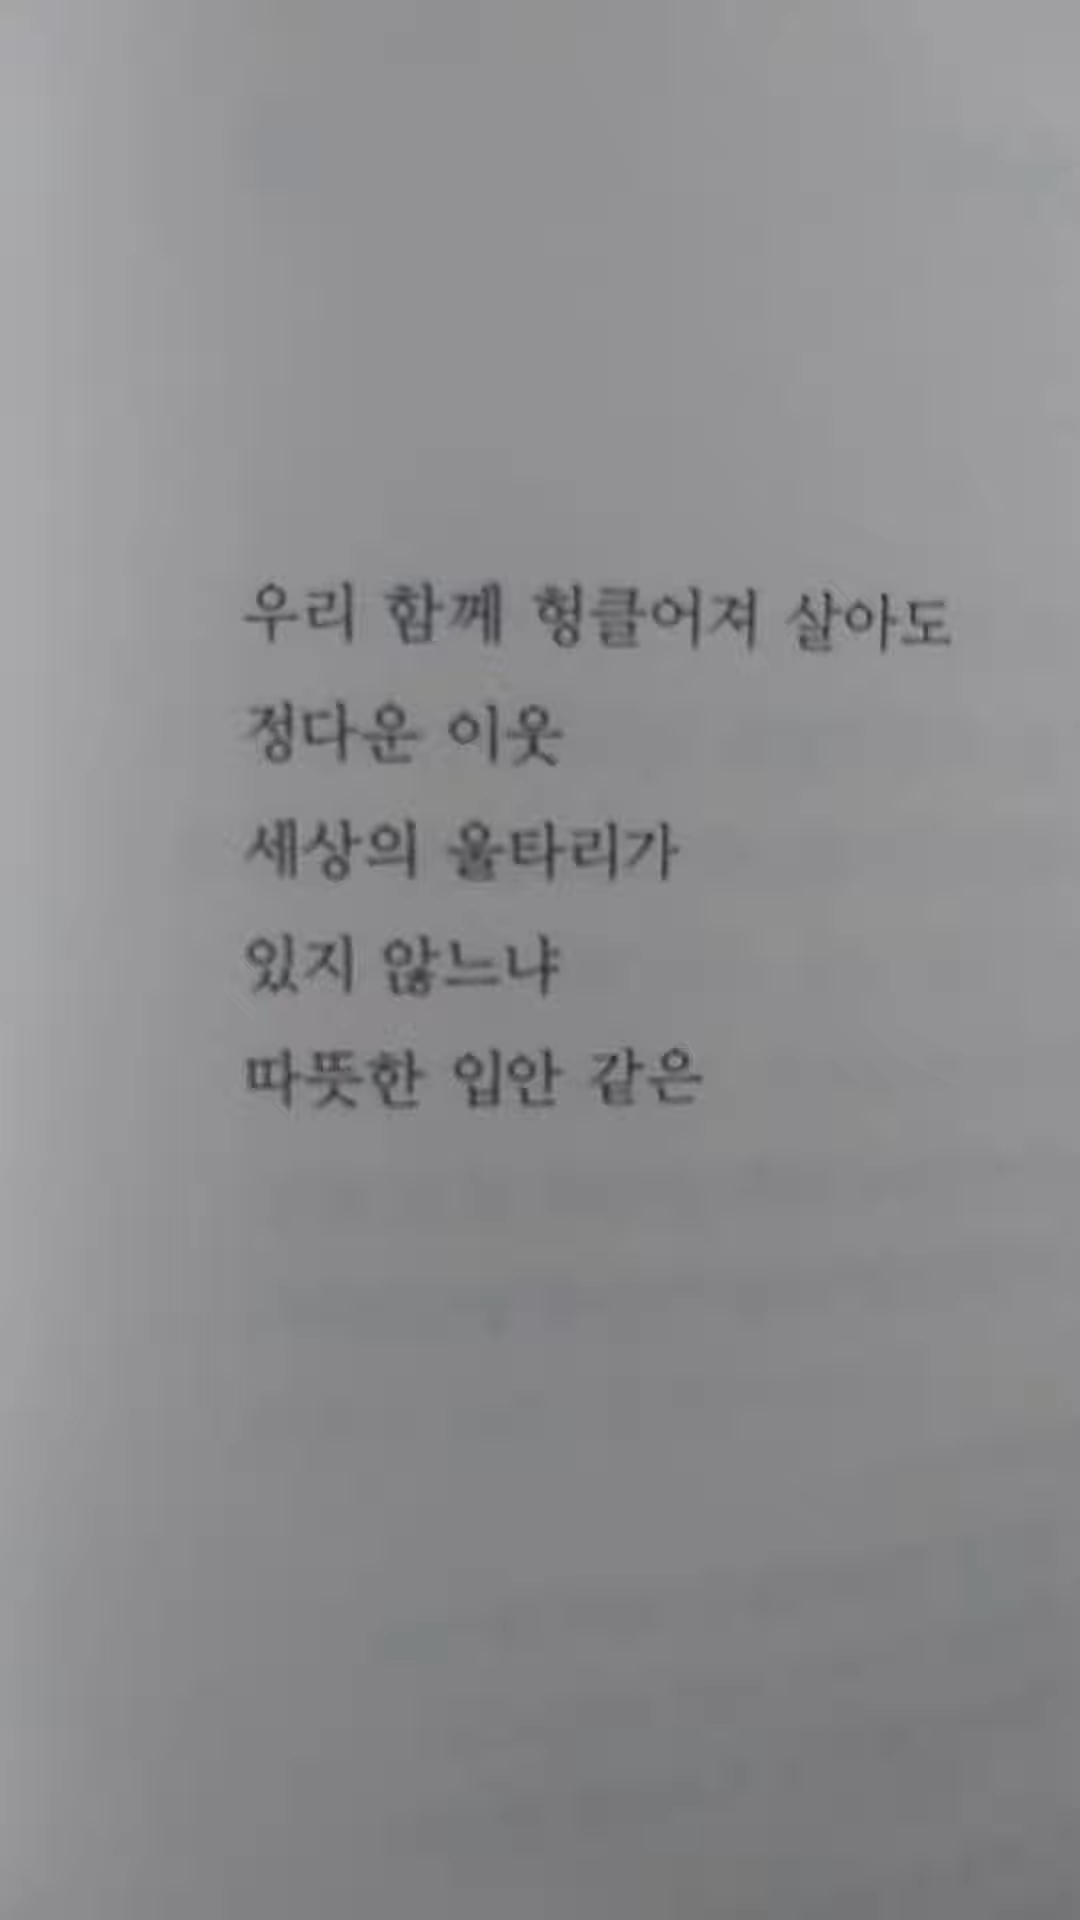 우리 함께 헝클어져 살아도
정다운 이웃
세상의 울타리가
있지 않느냐
따뜻한 입안 같은